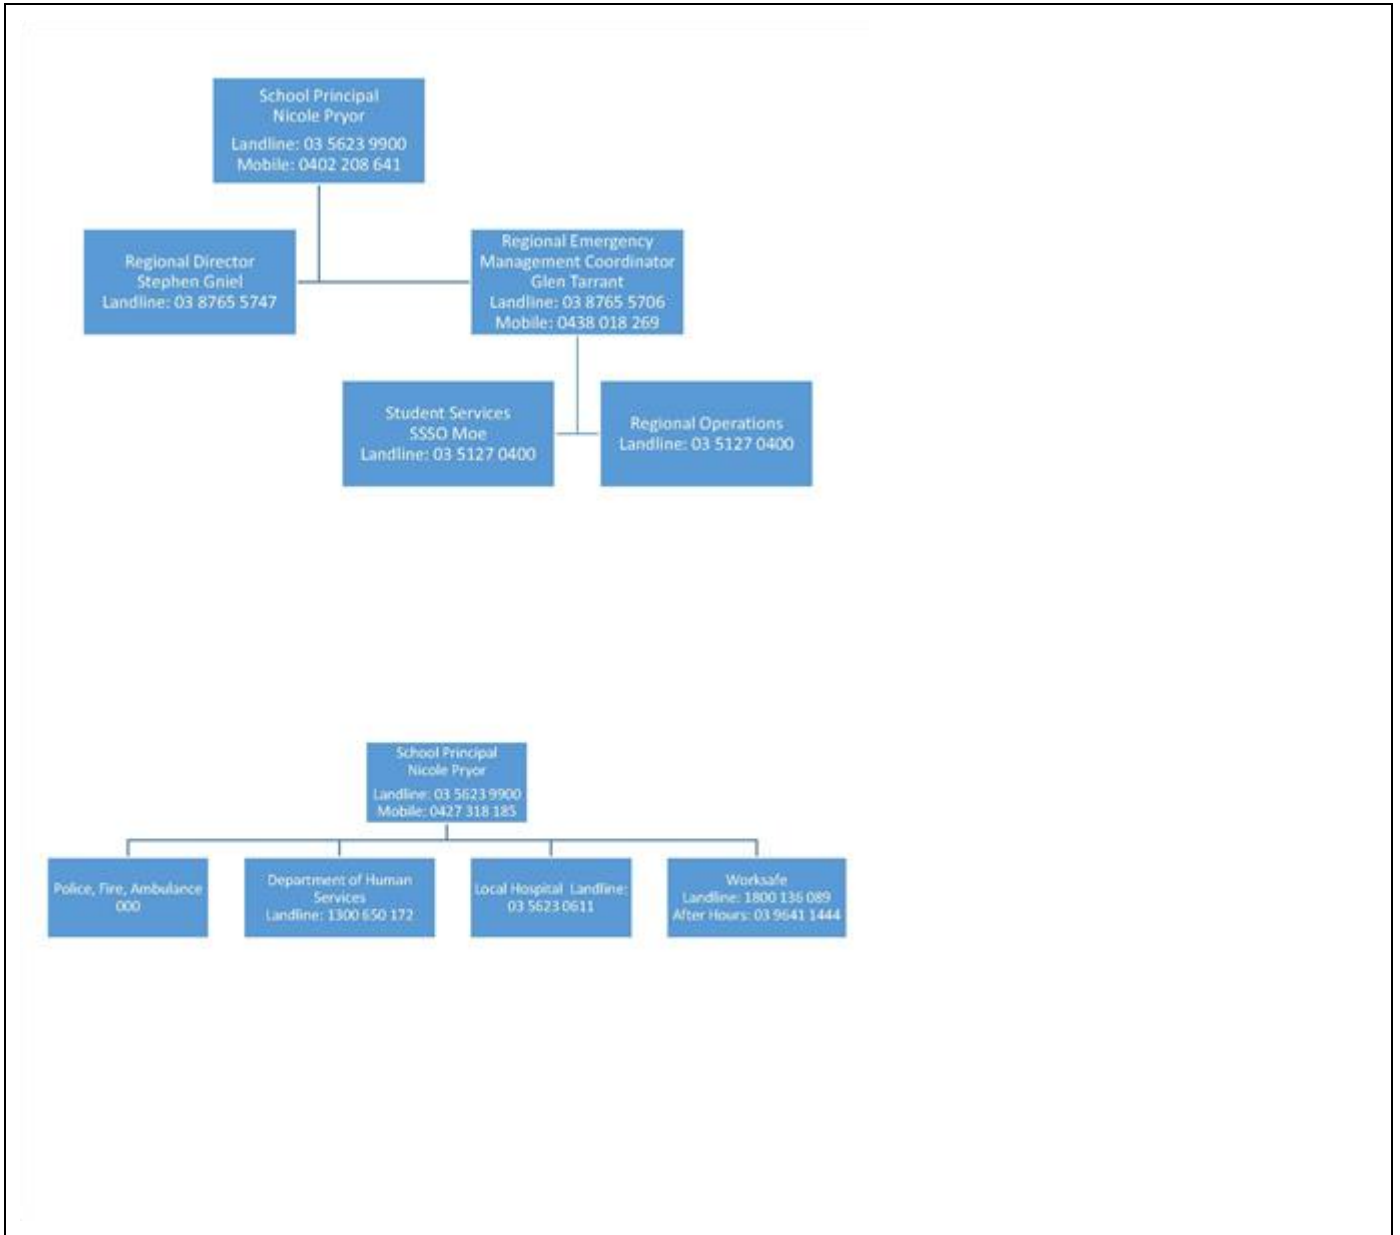 School Principal
Nicole Pryor
Landline: 03 5623 9900
Mobile: 0402 208 641
Regional Director
Stephen Gniel
Landline: 03 8765 5747
Regional Emergency
Management Coordinator
Glen Tarrant
Landline: 03 8765 5706
Mobile: 0438 018 269
Student Services
SSSO Moe
Landline: 03 5127 0400
Regional Operations
Landline: 03 5127 0400
School Principal
Nicole Pryor
Landline: 03 5623 9900
Mobile: 0427 318 185
Police, Fire, Ambulance
000
Department of Human
Services
Landline: 1300 650 172
Local Hospital Landline:
03 5623 0611
Worksafe
Landline: 1800 136 089
After Hours: 03 9641 1444